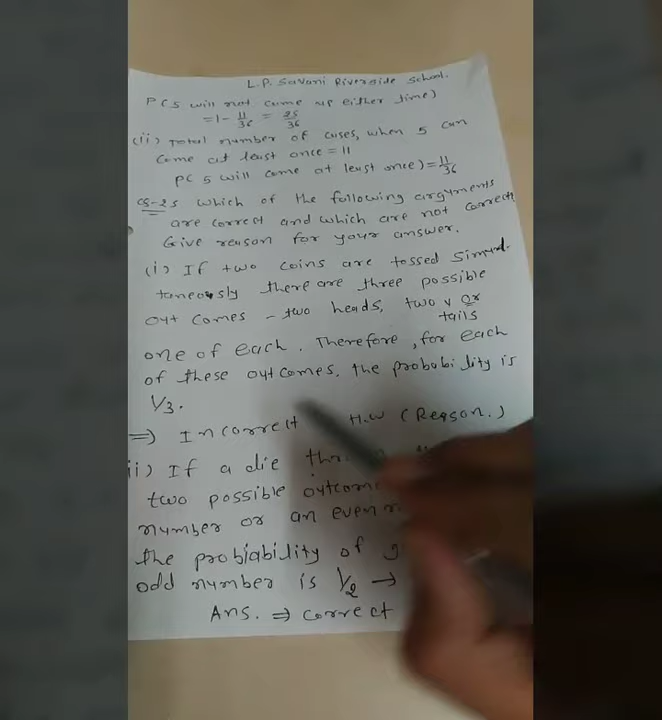 L.P. Savani Riverside School.
P(5 will not come up either time)
= 1 - 11/36 = 25/36
(ii) Total number of cases, when 5 can
come at least once = 11
P( 5 will come at least once) = 11/36
Q-25 Which of the following arguments
are correct and which are not correct
Give reason for your answer.
(i) If two coins are tossed simul-
taneously there are three possible
out comes - two heads, two tails or
one of each. Therefore, for each
of these outcomes. the probability is
1/3.
⇒ Incorrect H.W (Reason.)
ii) If a die
two possible outcome
number or an even
the probability of
odd number is 1/2 →
Ans. ⇒ correct